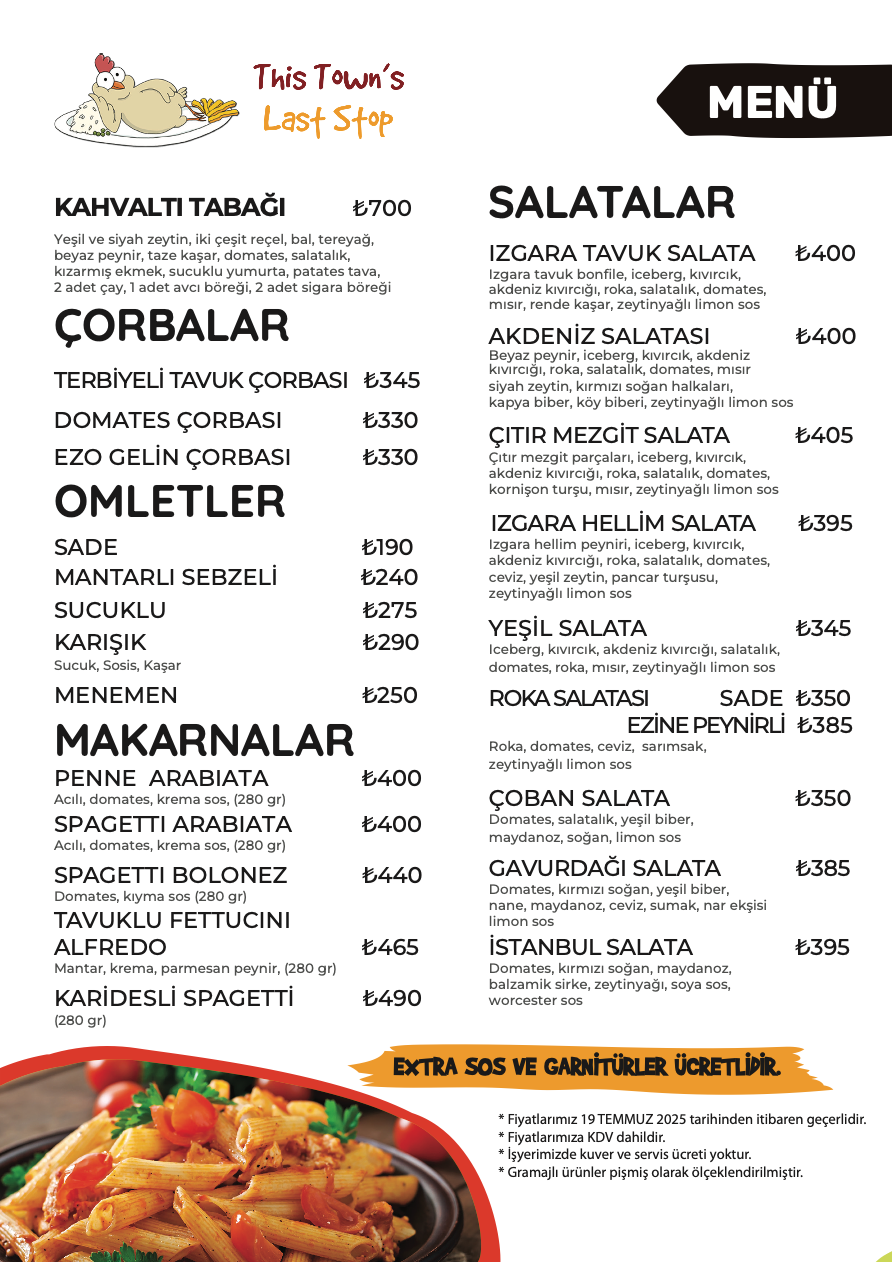 This Town's
Last Stop
MENÜ
KAHVALTI TABAĞI ₺700
Yeşil ve siyah zeytin, iki çeşit reçel, bal, tereyağ,
beyaz peynir, taze kaşar, domates, salatalık,
kızarmış ekmek, sucuklu yumurta, patates tava,
2 adet çay, 1 adet avcı böreği, 2 adet sigara böreği
ÇORBALAR
TERBİYELİ TAVUK ÇORBASI ₺345
DOMATES ÇORBASI ₺330
EZO GELİN ÇORBASI ₺330
OMLETLER
SADE ₺190
MANTARLI SEBZELİ ₺240
SUCUKLU ₺275
KARIŞIK ₺290
Sucuk, Sosis, Kaşar
MENEMEN ₺250
MAKARNALAR
PENNE ARABIATA ₺400
Acılı, domates, krema sos, (280 gr)
SPAGETTI ARABIATA ₺400
Acılı, domates, krema sos, (280 gr)
SPAGETTI BOLONEZ ₺440
Domates, kıyma sos (280 gr)
TAVUKLU FETTUCINI
ALFREDO ₺465
Mantar, krema, parmesan peynir, (280 gr)
KARİDESLİ SPAGETTİ ₺490
(280 gr)
SALATALAR
IZGARA TAVUK SALATA ₺400
Izgara tavuk bonfile, iceberg, kıvırcık,
akdeniz kıvırcığı, roka, salatalık, domates,
mısır, rende kaşar, zeytinyağlı limon sos
AKDENİZ SALATASI ₺400
Beyaz peynir, iceberg, kıvırcık, akdeniz
kıvırcığı, roka, salatalık, domates, mısır
siyah zeytin, kırmızı soğan halkaları,
kapya biber, köy biberi, zeytinyağlı limon sos
ÇITIR MEZGİT SALATA ₺405
Çıtır mezgit parçaları, iceberg, kıvırcık,
akdeniz kıvırcığı, roka, salatalık, domates,
kornişon turşu, mısır, zeytinyağlı limon sos
IZGARA HELLİM SALATA ₺395
Izgara hellim peyniri, iceberg, kıvırcık,
akdeniz kıvırcığı, roka, salatalık, domates,
ceviz, yeşil zeytin, pancar turşusu,
zeytinyağlı limon sos
YEŞİL SALATA ₺345
Iceberg, kıvırcık, akdeniz kıvırcığı, salatalık,
domates, roka, mısır, zeytinyağlı limon sos
ROKA SALATASI SADE ₺350
EZİNE PEYNİRLİ ₺385
Roka, domates, ceviz, sarımsak,
zeytinyağlı limon sos
ÇOBAN SALATA ₺350
Domates, salatalık, yeşil biber,
maydanoz, soğan, limon sos
GAVURDAĞI SALATA ₺385
Domates, kırmızı soğan, yeşil biber,
nane, maydanoz, ceviz, sumak, nar ekşisi
limon sos
İSTANBUL SALATA ₺395
Domates, kırmızı soğan, maydanoz,
balzamik sirke, zeytinyağı, soya sos,
worcester sos
EXTRA SOS VE GARNİTÜRLER ÜCRETLİDİR.
* Fiyatlarımız 19 TEMMUZ 2025 tarihinden itibaren geçerlidir.
* Fiyatlarımıza KDV dahildir.
* İşyerimizde kuver ve servis ücreti yoktur.
* Gramajlı ürünler pişmiş olarak ölçeklendirilmiştir.